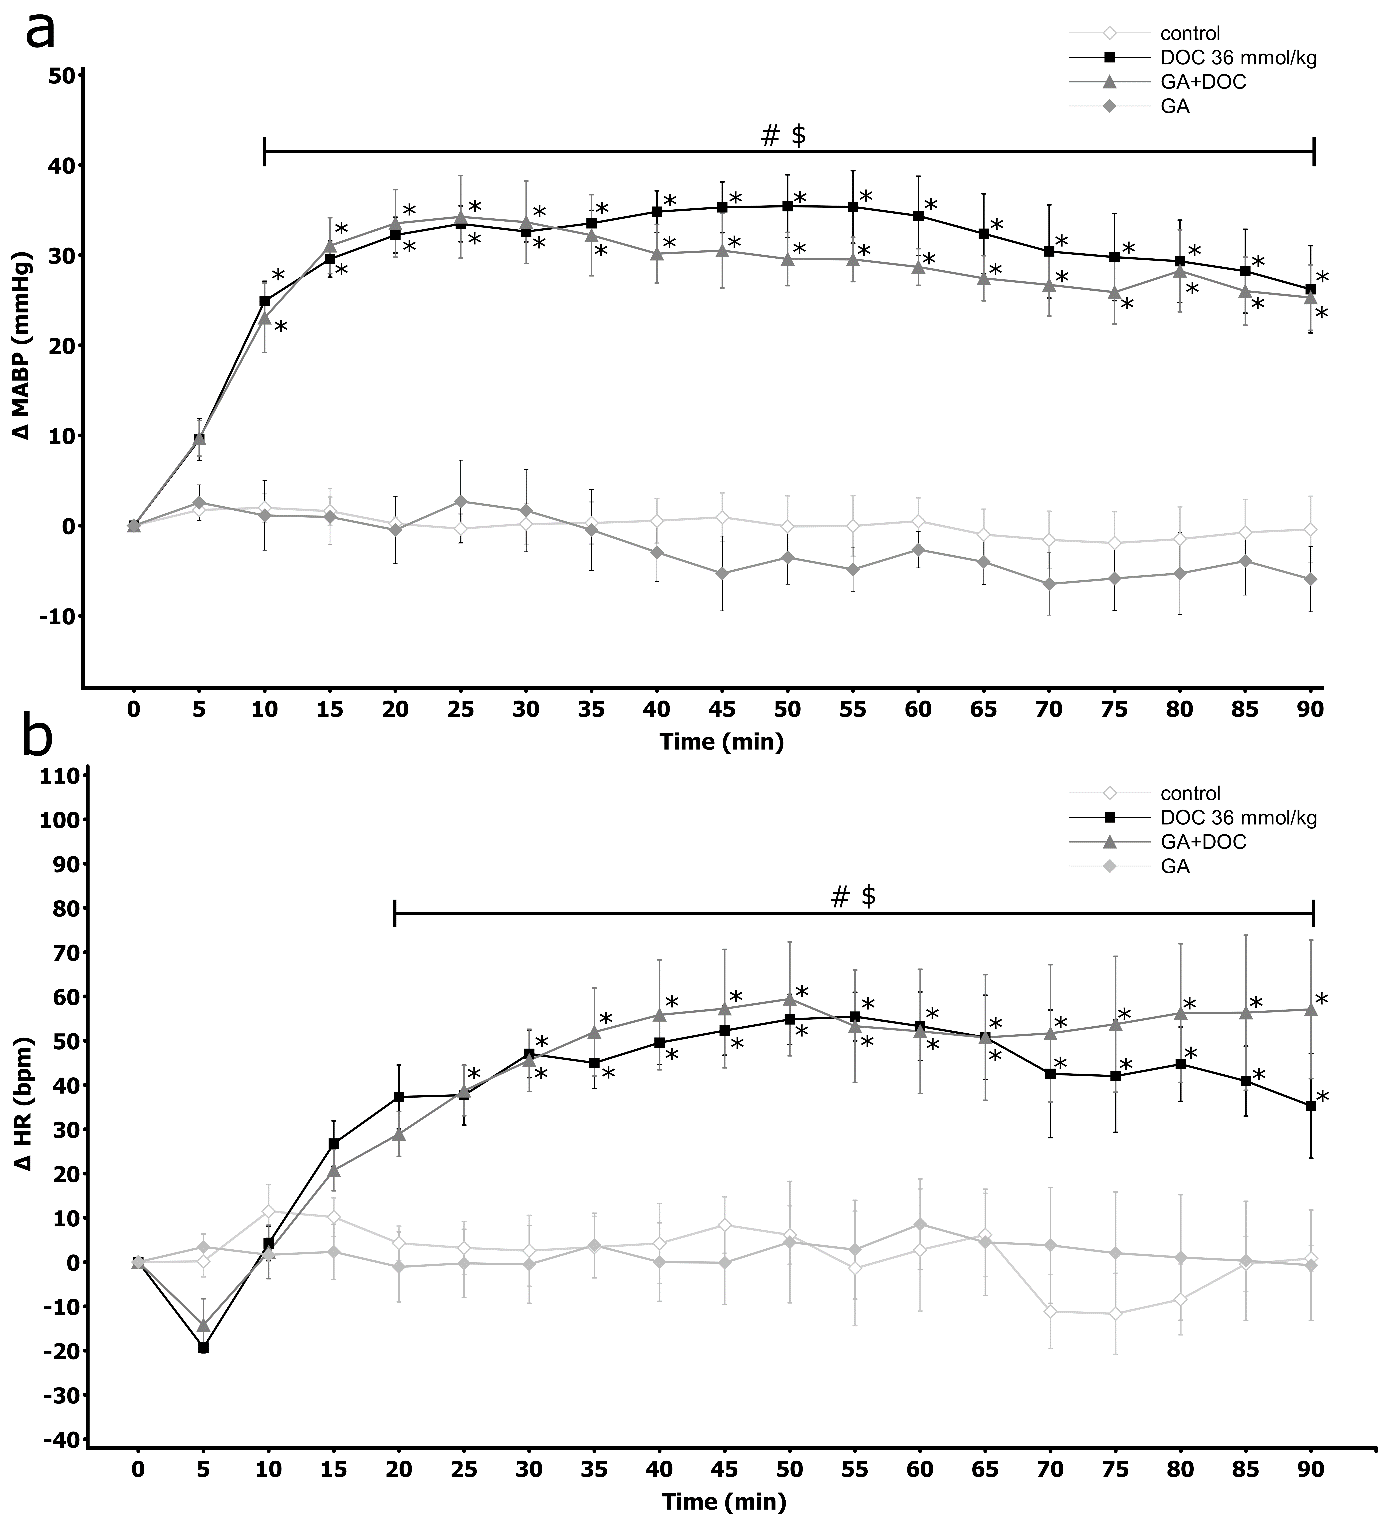 a
control
DOC 36 mmol/kg
GA+DOC
GA
# $
50
40
30
20
10
0
-10
Δ MABP (mmHg)
* * * * * * * * * * * * * * * * *
* * * * * * * * * * * * * * * * *
0 5 10 15 20 25 30 35 40 45 50 55 60 65 70 75 80 85 90
Time (min)
b
control
DOC 36 mmol/kg
GA+DOC
GA
# $
110
100
90
80
70
60
50
40
30
20
10
0
-10
-20
-30
-40
Δ HR (bpm)
* * * * * * * * * * * * * *
* * * * * * * * * * * * *
0 5 10 15 20 25 30 35 40 45 50 55 60 65 70 75 80 85 90
Time (min)